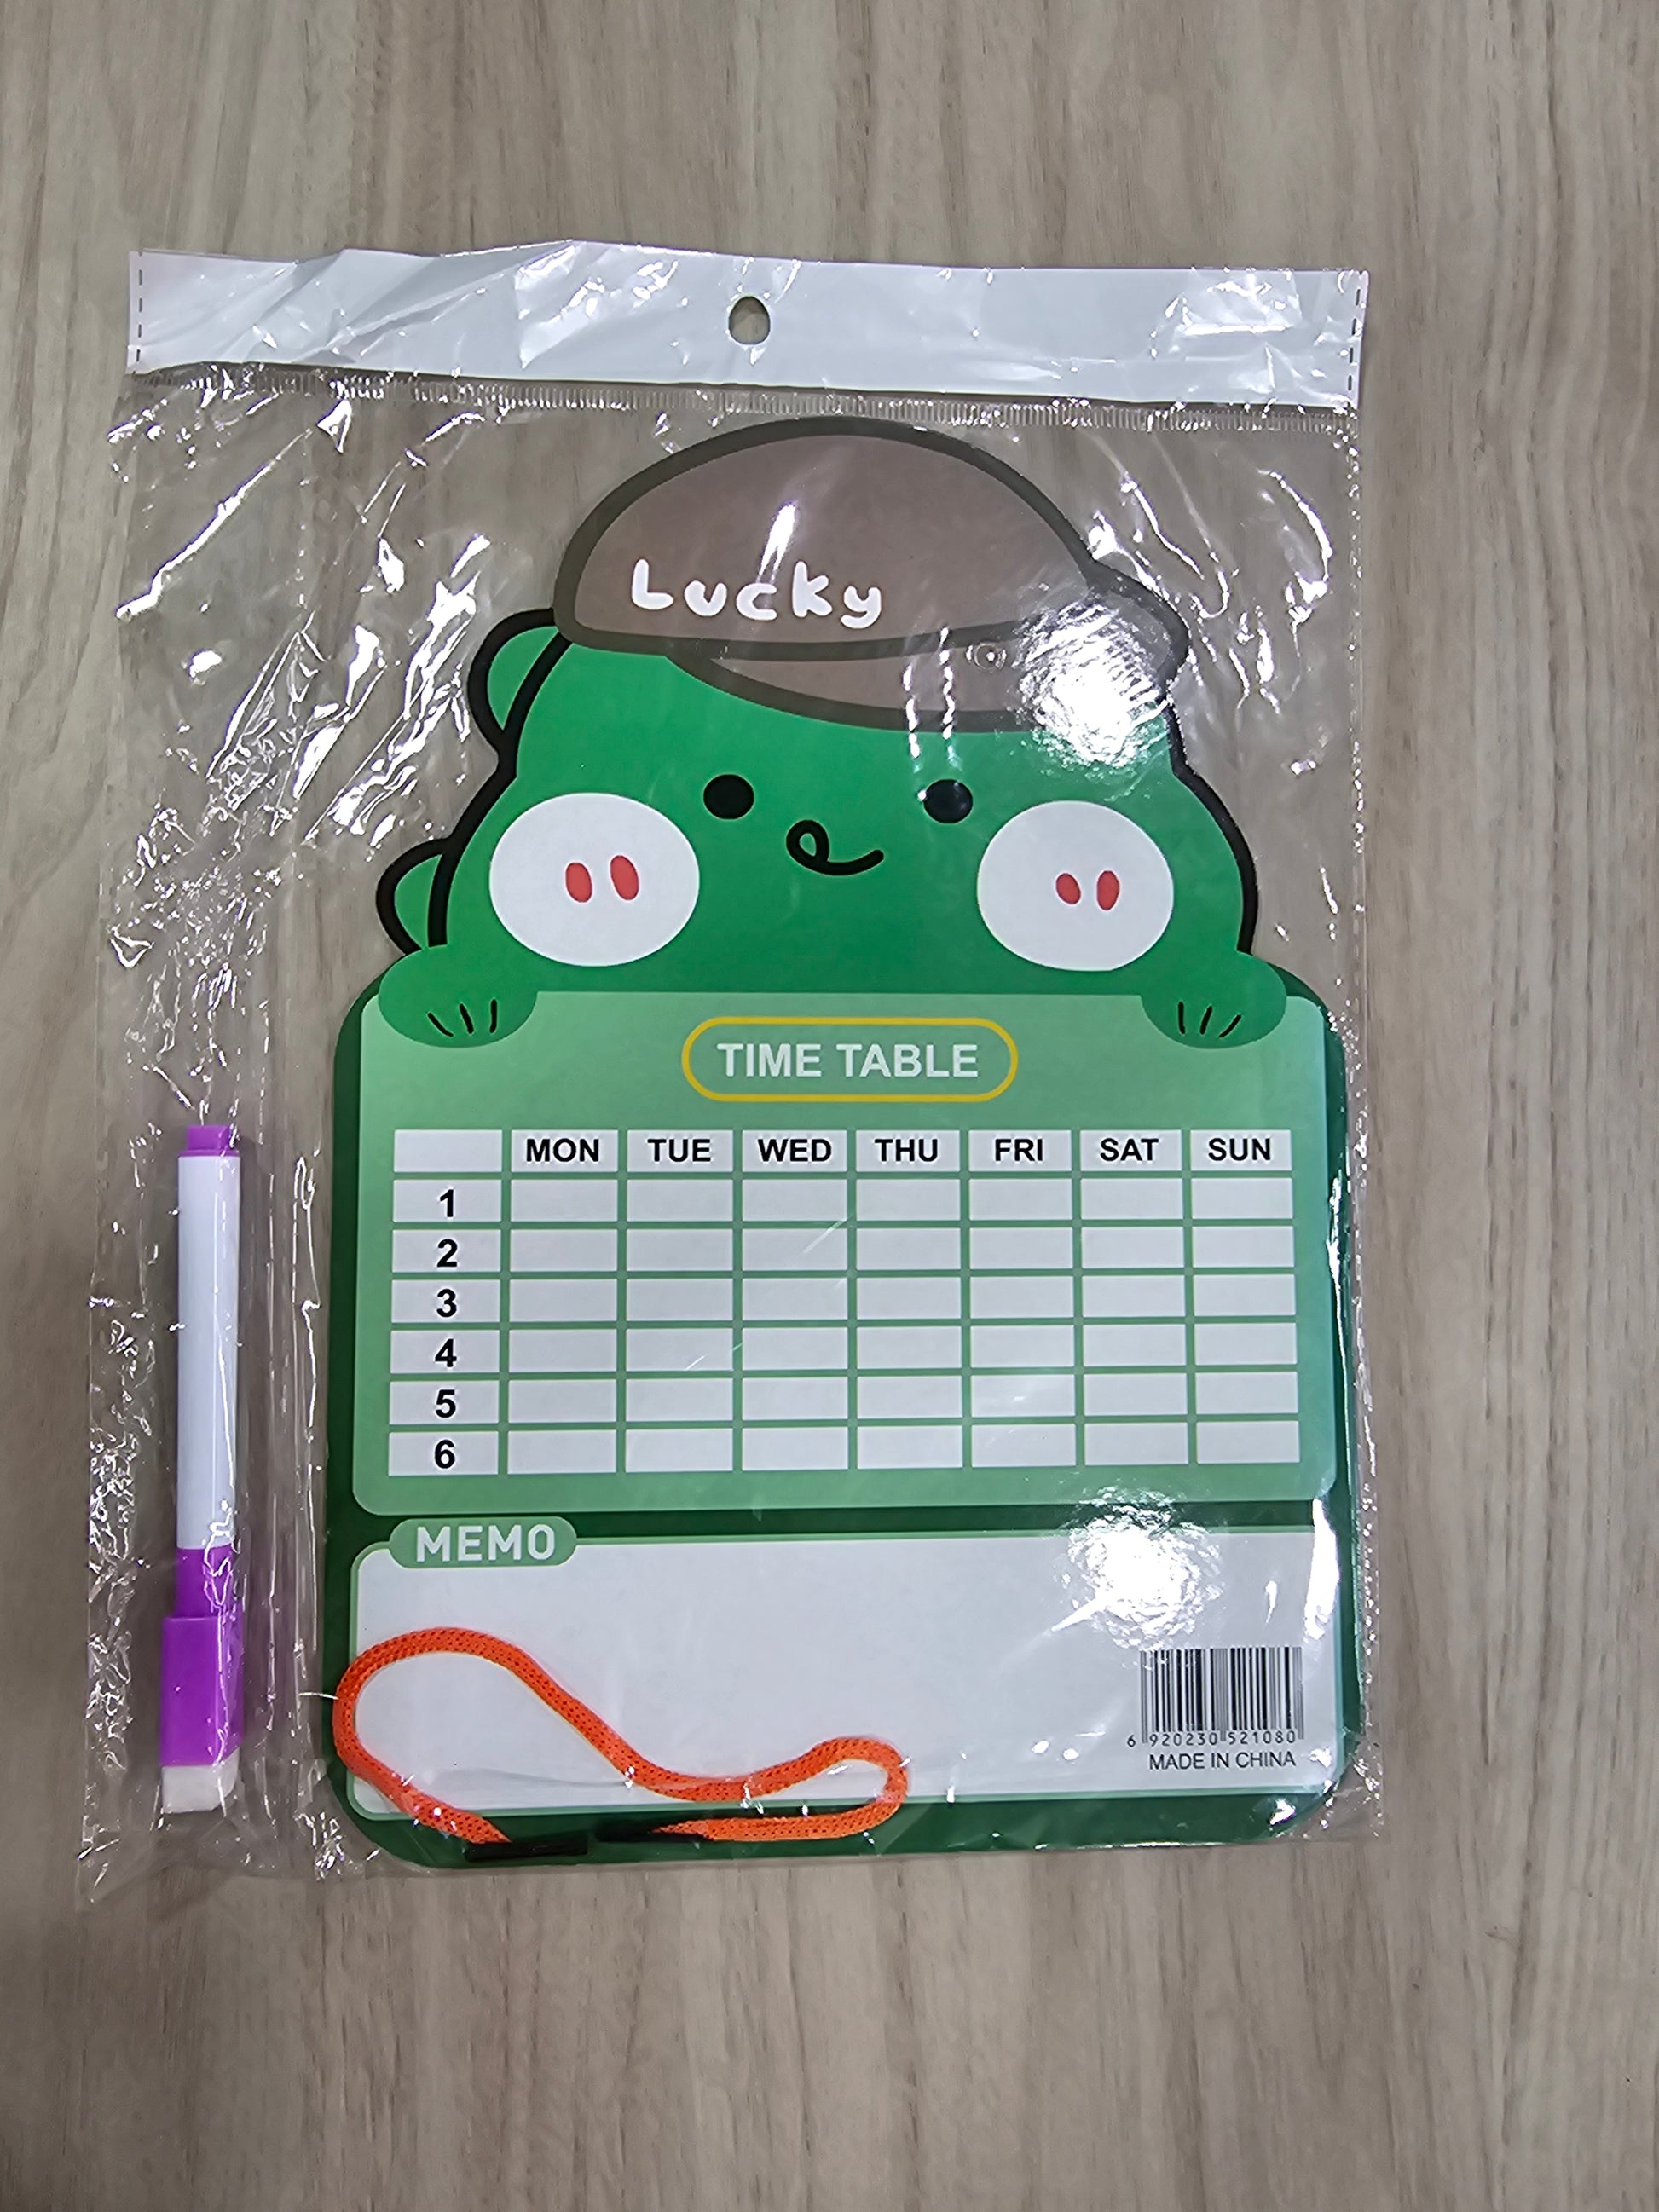 Lucky
TIME TABLE
MON TUE WED THU FRI SAT SUN
1
2
3
4
5
6
MEMO
6 920230 521080
MADE IN CHINA